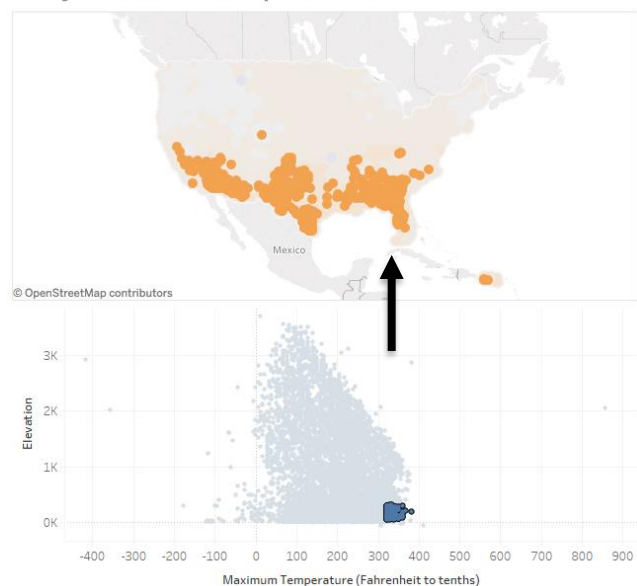 Mexico
© OpenStreetMap contributors
3K
2K
1K
0K
Elevation
-400 -300 -200 -100 0 100 200 300 400 500 600 700 800 900
Maximum Temperature (Fahrenheit to tenths)